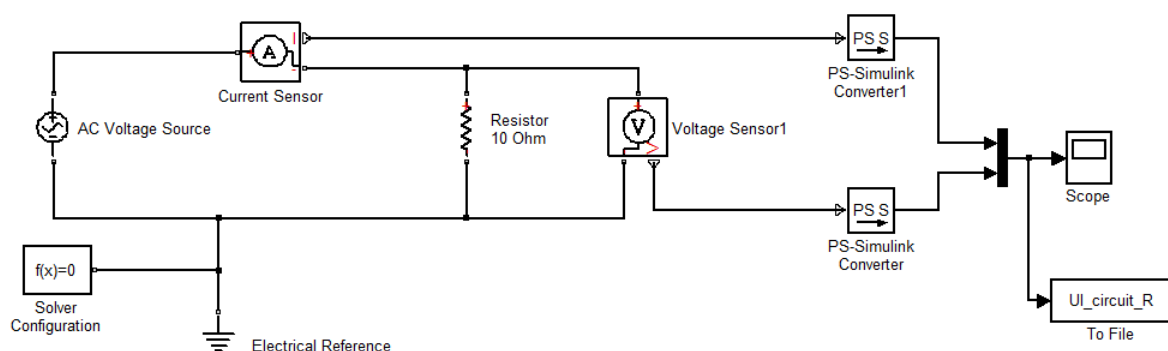 A
I
Current Sensor
AC Voltage Source
Resistor
10 Ohm
V
V
Voltage Sensor1
PS S
PS-Simulink
Converter1
PS S
PS-Simulink
Converter
Scope
f(x)=0
Solver
Configuration
Electrical Reference
UI_circuit_R
To File